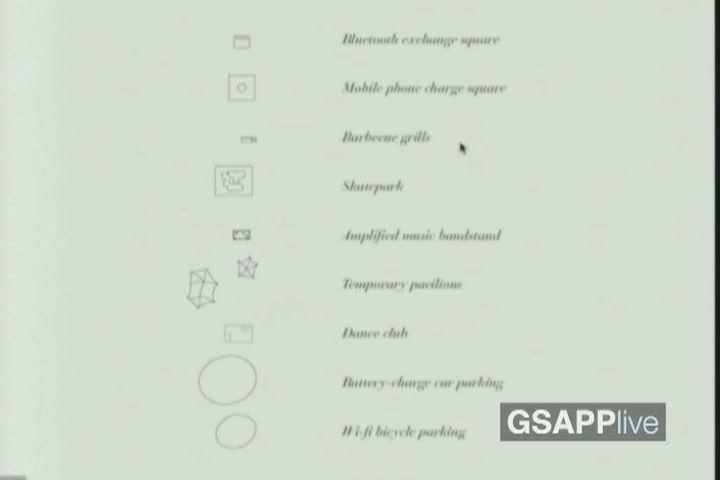 Bluetooth exchange square
Mobile phone charge square
Barbecue grills
Skatepark
Amplified music bandstand
Temporary pavilions
Dance club
Battery-charge car parking
Wi-fi bicycle parking
GSAPPlive